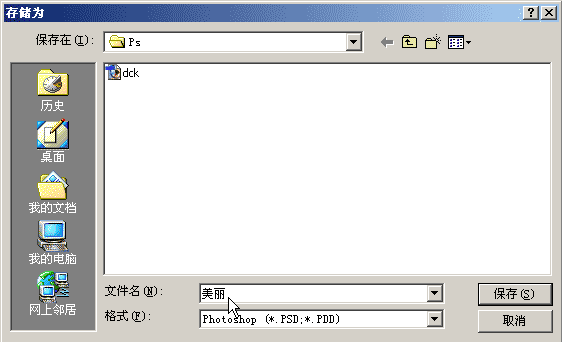 存储为
保存在(I):
Ps
dck
历史
桌面
我的文档
我的电脑
网上邻居
文件名(N):
美丽
保存(S)
格式(F):
Photoshop (*.PSD;*.PDD)
取消